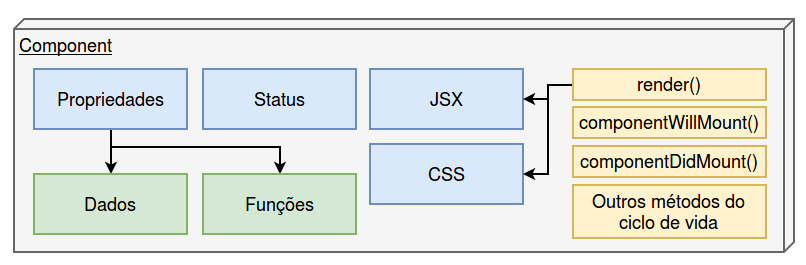 Component
Propriedades
Status
JSX
render()
componentWillMount()
CSS
componentDidMount()
Dados
Funções
Outros métodos do
ciclo de vida